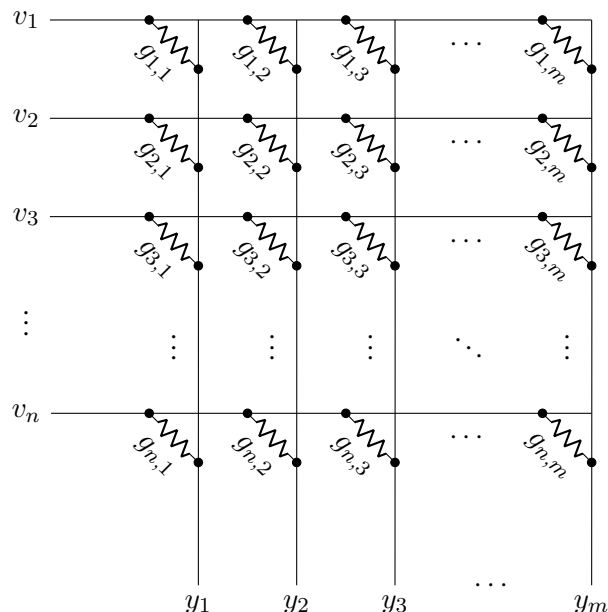 v₁ g₁,₁ g₁,₂ g₁,₃ ⋯ g₁,ₘ
v₂ g₂,₁ g₂,₂ g₂,₃ ⋯ g₂,ₘ
v₃ g₃,₁ g₃,₂ g₃,₃ ⋯ g₃,ₘ
⋮ ⋮ ⋮ ⋮ ⋱ ⋮
vₙ gₙ,₁ gₙ,₂ gₙ,₃ ⋯ gₙ,ₘ
y₁ y₂ y₃ ⋯ yₘ